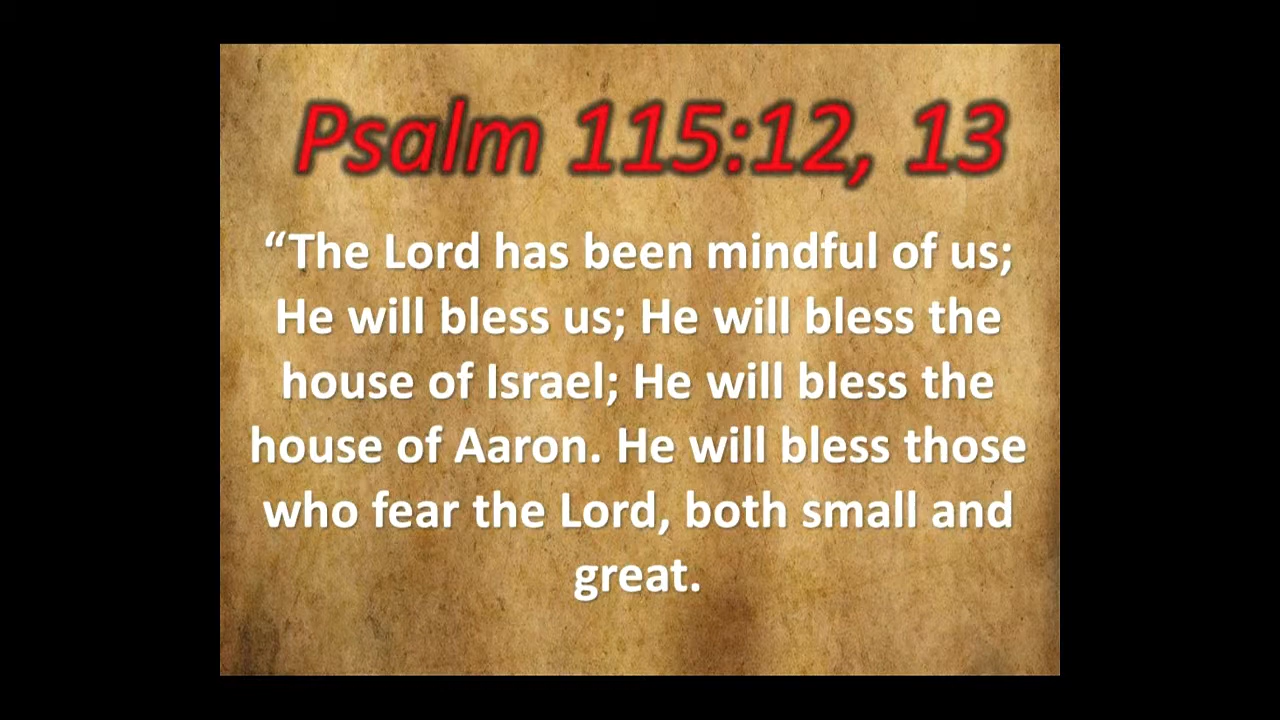 Psalm 115:12, 13
“The Lord has been mindful of us;
He will bless us; He will bless the
house of Israel; He will bless the
house of Aaron. He will bless those
who fear the Lord, both small and
great.